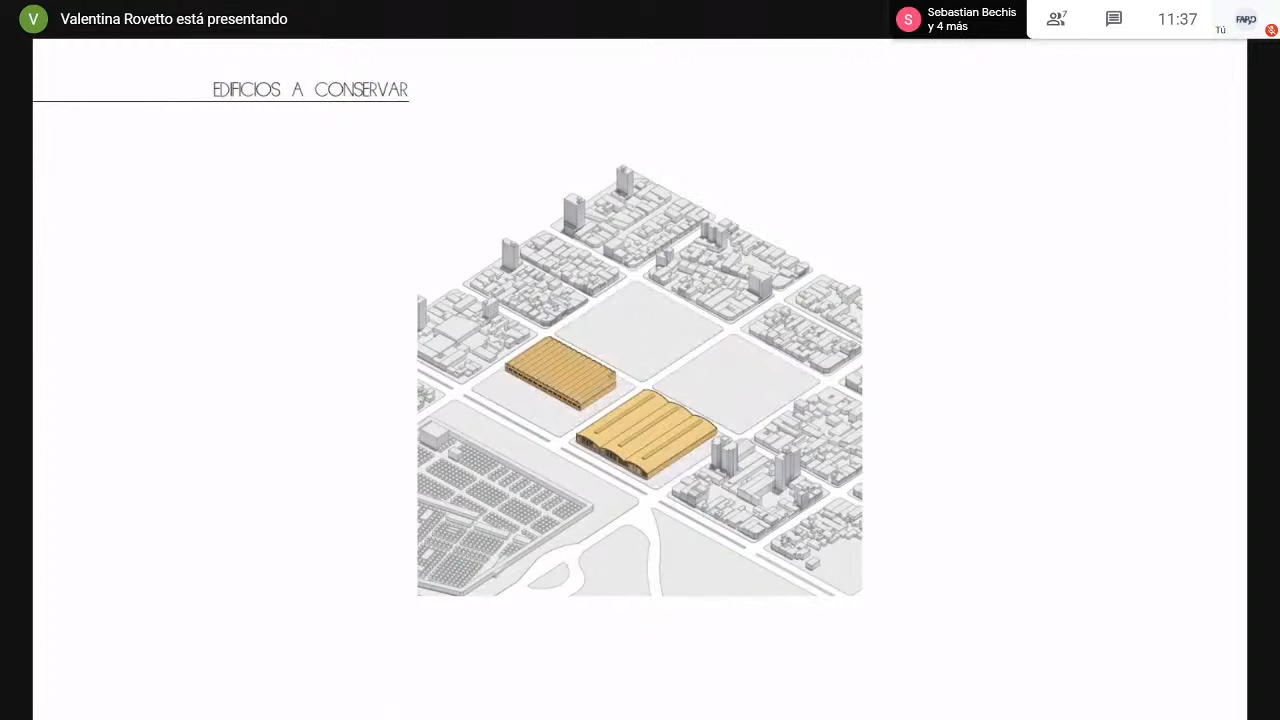 V
Valentina Rovetto está presentando
S
Sebastian Bechis
y 4 más
7
11:37
Tú
EDIFICIOS A CONSERVAR